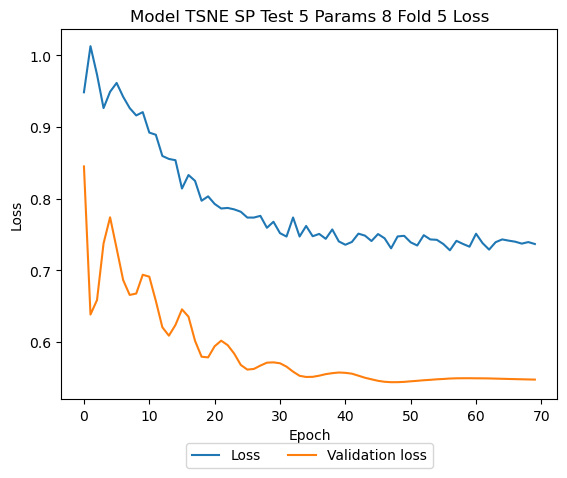 Model TSNE SP Test 5 Params 8 Fold 5 Loss
Loss
1.0
0.9
0.8
0.7
0.6
0 10 20 30 40 50 60 70
Epoch
Loss Validation loss